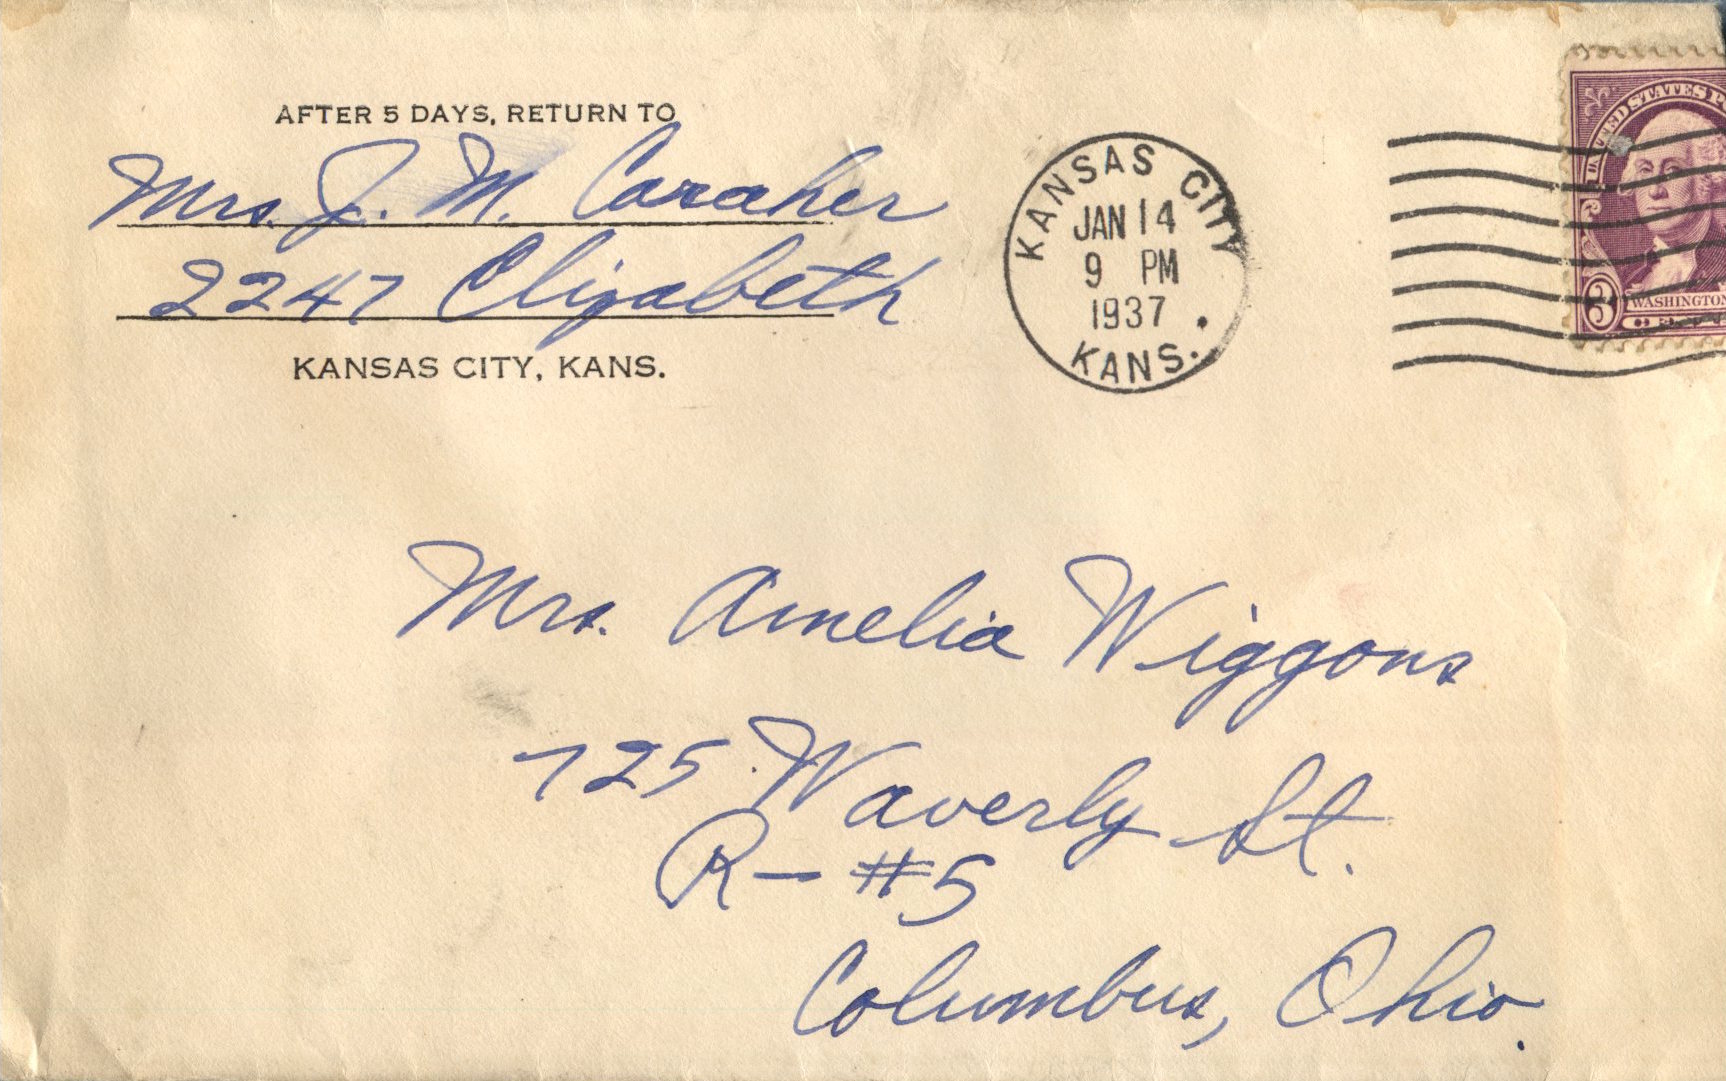 AFTER 5 DAYS, RETURN TO
Mrs. J. M. Caraher
2247 Elizabeth
KANSAS CITY, KANS.
KANSAS CITY
JAN 14
9 PM
1937
KANS.
UNITED STATES P
3
WASHINGTON
Mrs. Amelia Wiggons
725 Waverly St.
R- #5
Columbus, Ohio.